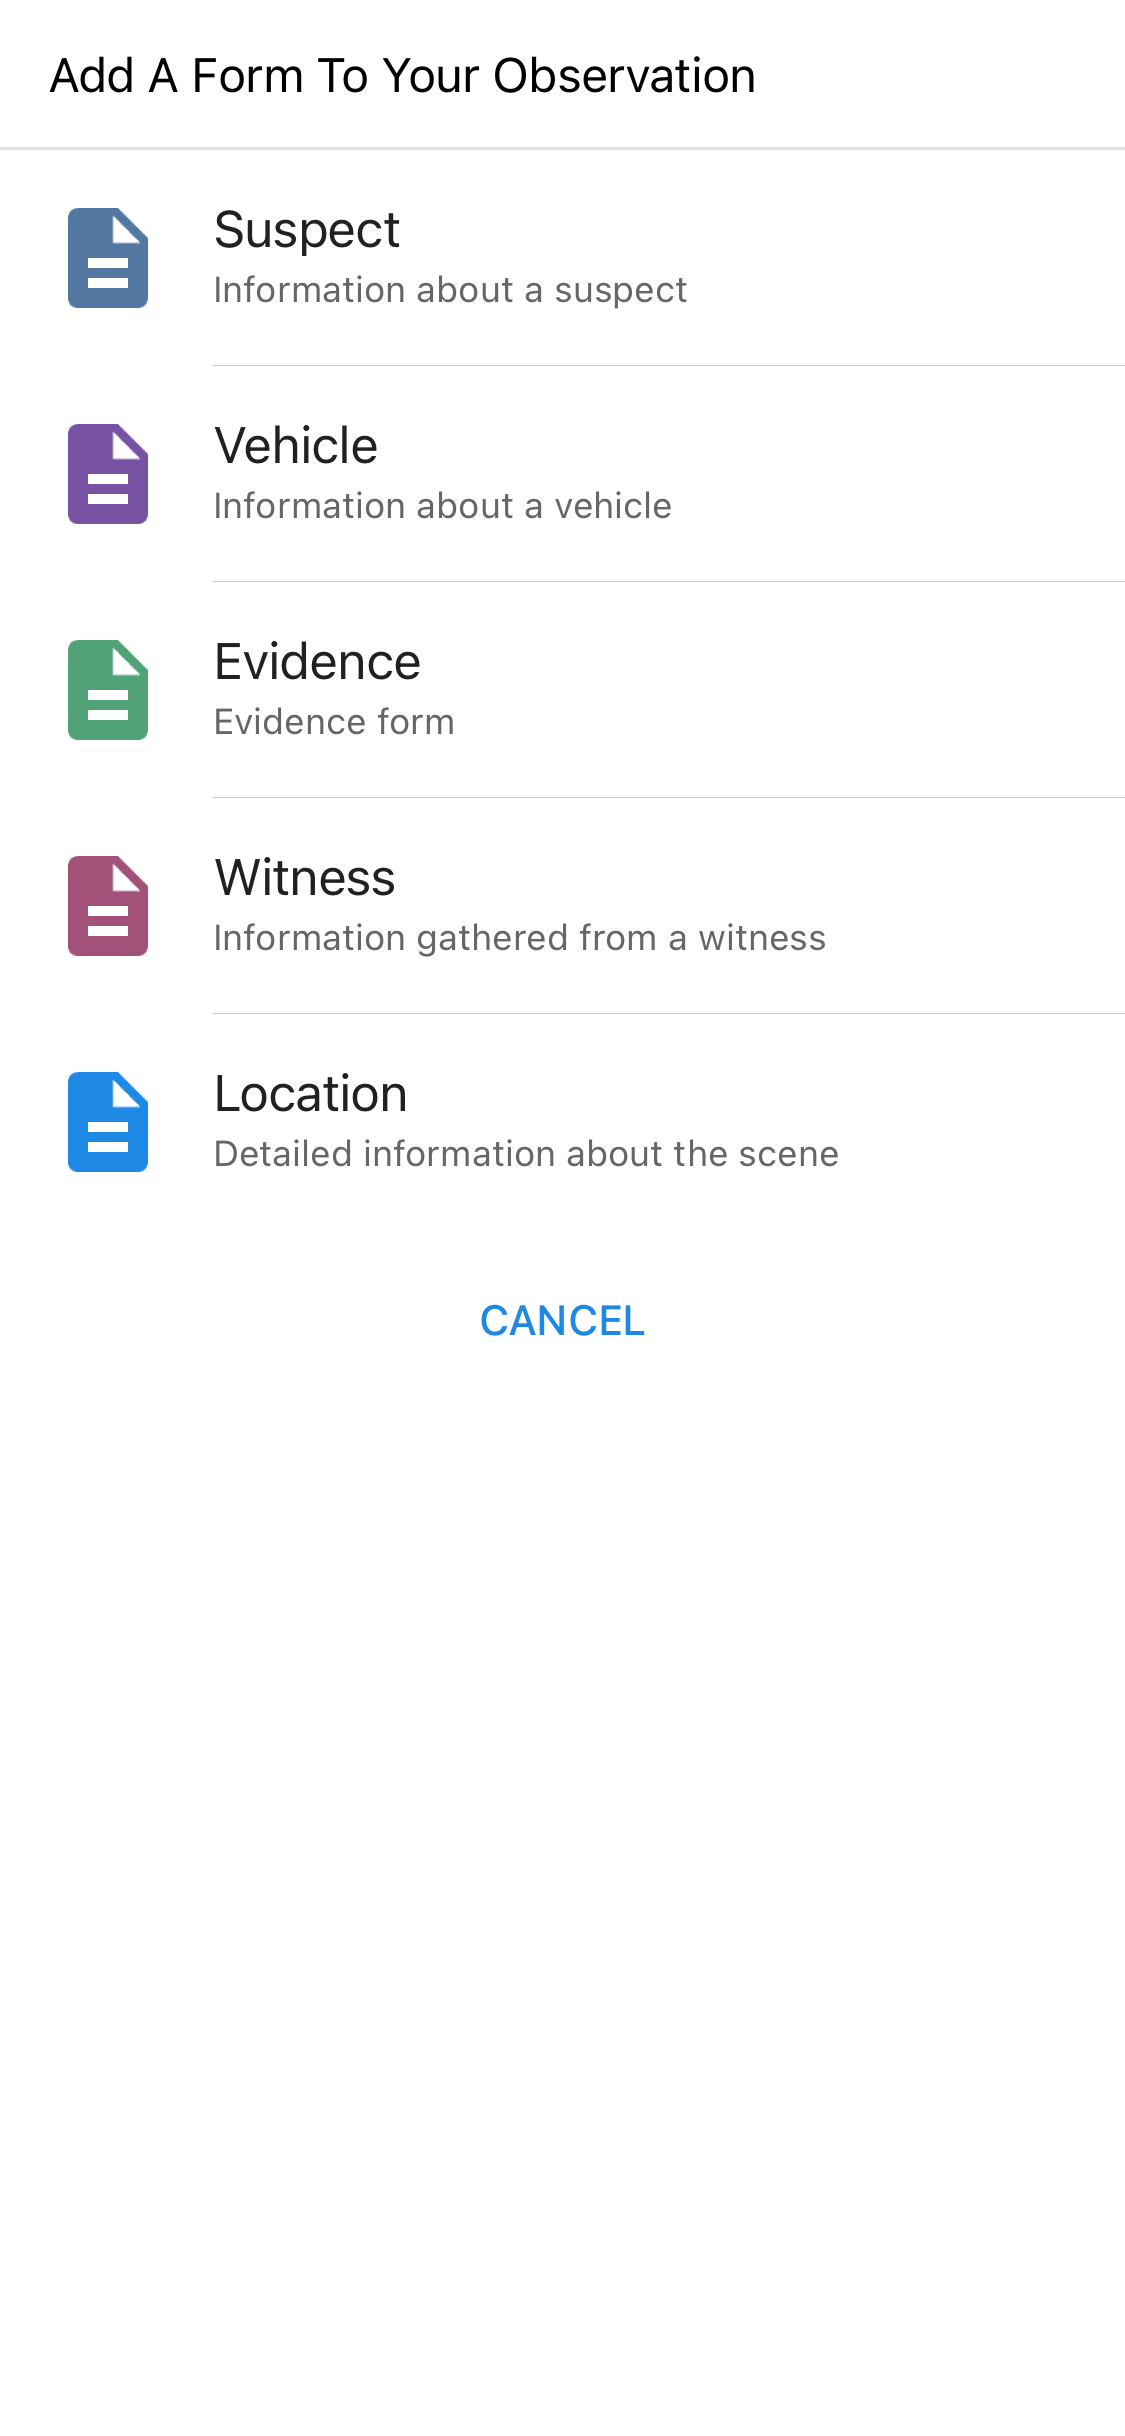 Add A Form To Your Observation
Suspect
Information about a suspect
Vehicle
Information about a vehicle
Evidence
Evidence form
Witness
Information gathered from a witness
Location
Detailed information about the scene
CANCEL